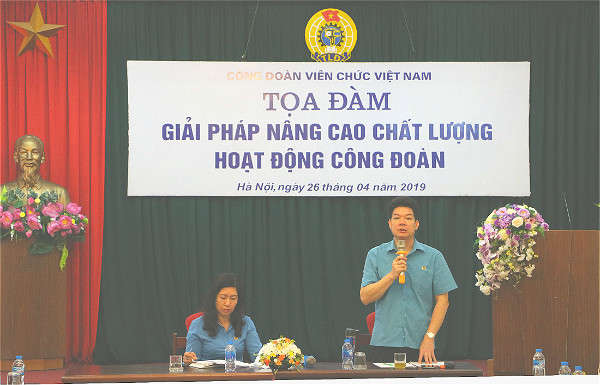 TLĐ
CÔNG ĐOÀN VIÊN CHỨC VIỆT NAM
TỌA ĐÀM
GIẢI PHÁP NÂNG CAO CHẤT LƯỢNG
HOẠT ĐỘNG CÔNG ĐOÀN
Hà Nội, ngày 26 tháng 04 năm 2019